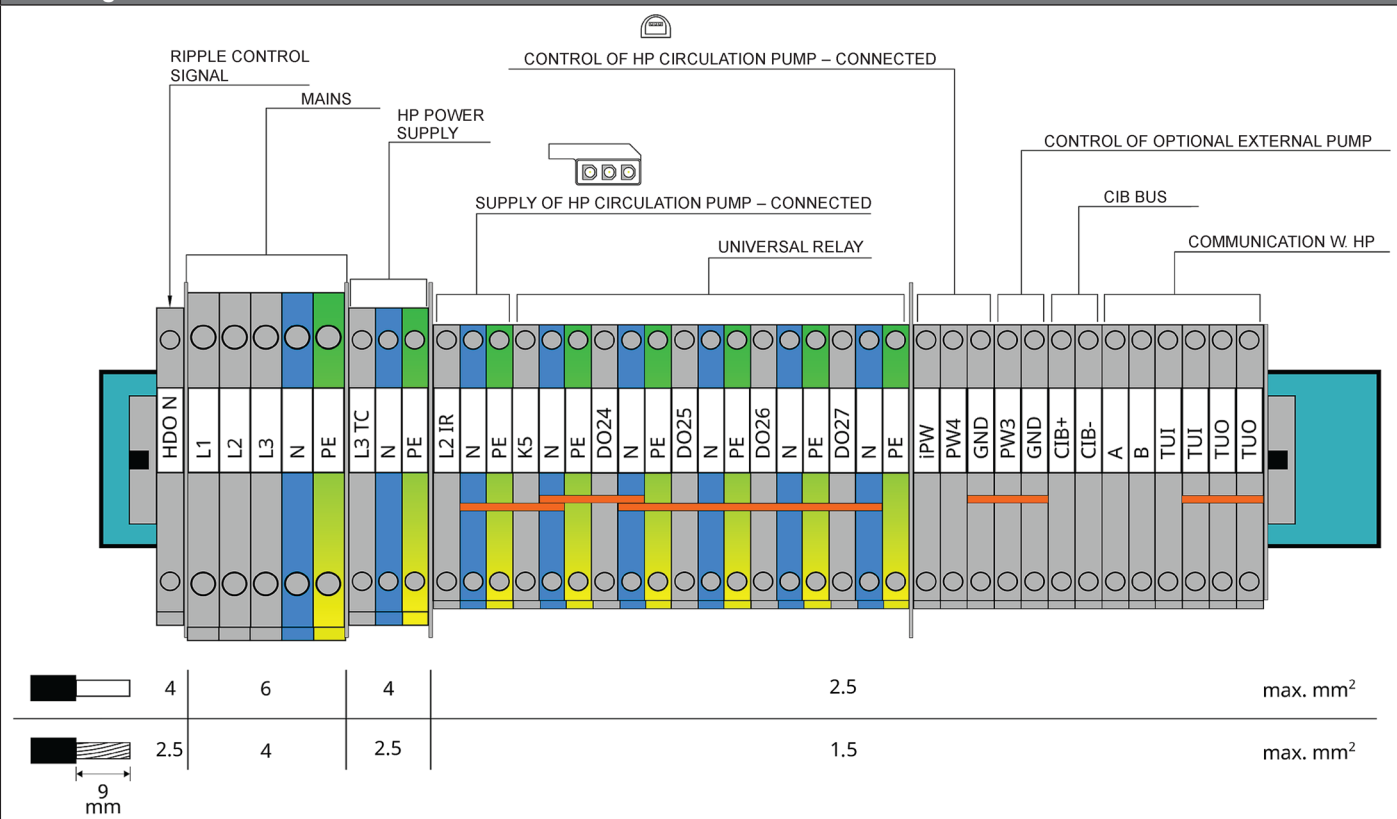 RIPPLE CONTROL
SIGNAL
MAINS
HP POWER
SUPPLY
CONTROL OF HP CIRCULATION PUMP – CONNECTED
SUPPLY OF HP CIRCULATION PUMP – CONNECTED
UNIVERSAL RELAY
CONTROL OF OPTIONAL EXTERNAL PUMP
CIB BUS
COMMUNICATION W. HP
HDO N
L1
L2
L3
N
PE
L3 TC
N
PE
L2 IR
N
PE
K5
N
PE
DO24
N
PE
DO25
N
PE
DO26
N
PE
DO27
N
PE
iPW
PW4
GND
PW3
GND
CIB+
CIB-
A
B
TUI
TUI
TUO
TUO
4 6 4 2.5 max. mm²
2.5 4 2.5 1.5 max. mm²
9
mm